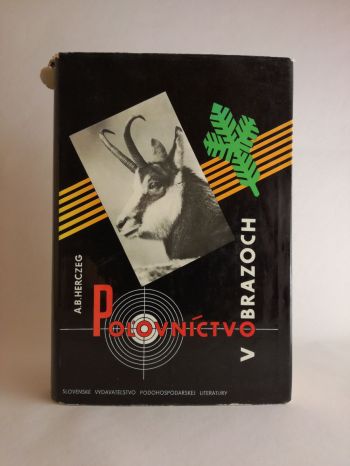 A.B.HERCZEG
POĽOVNÍCTVO
V OBRAZOCH
SLOVENSKÉ VYDAVATEĽSTVO PÔDOHOSPODÁRSKEJ LITERATÚRY